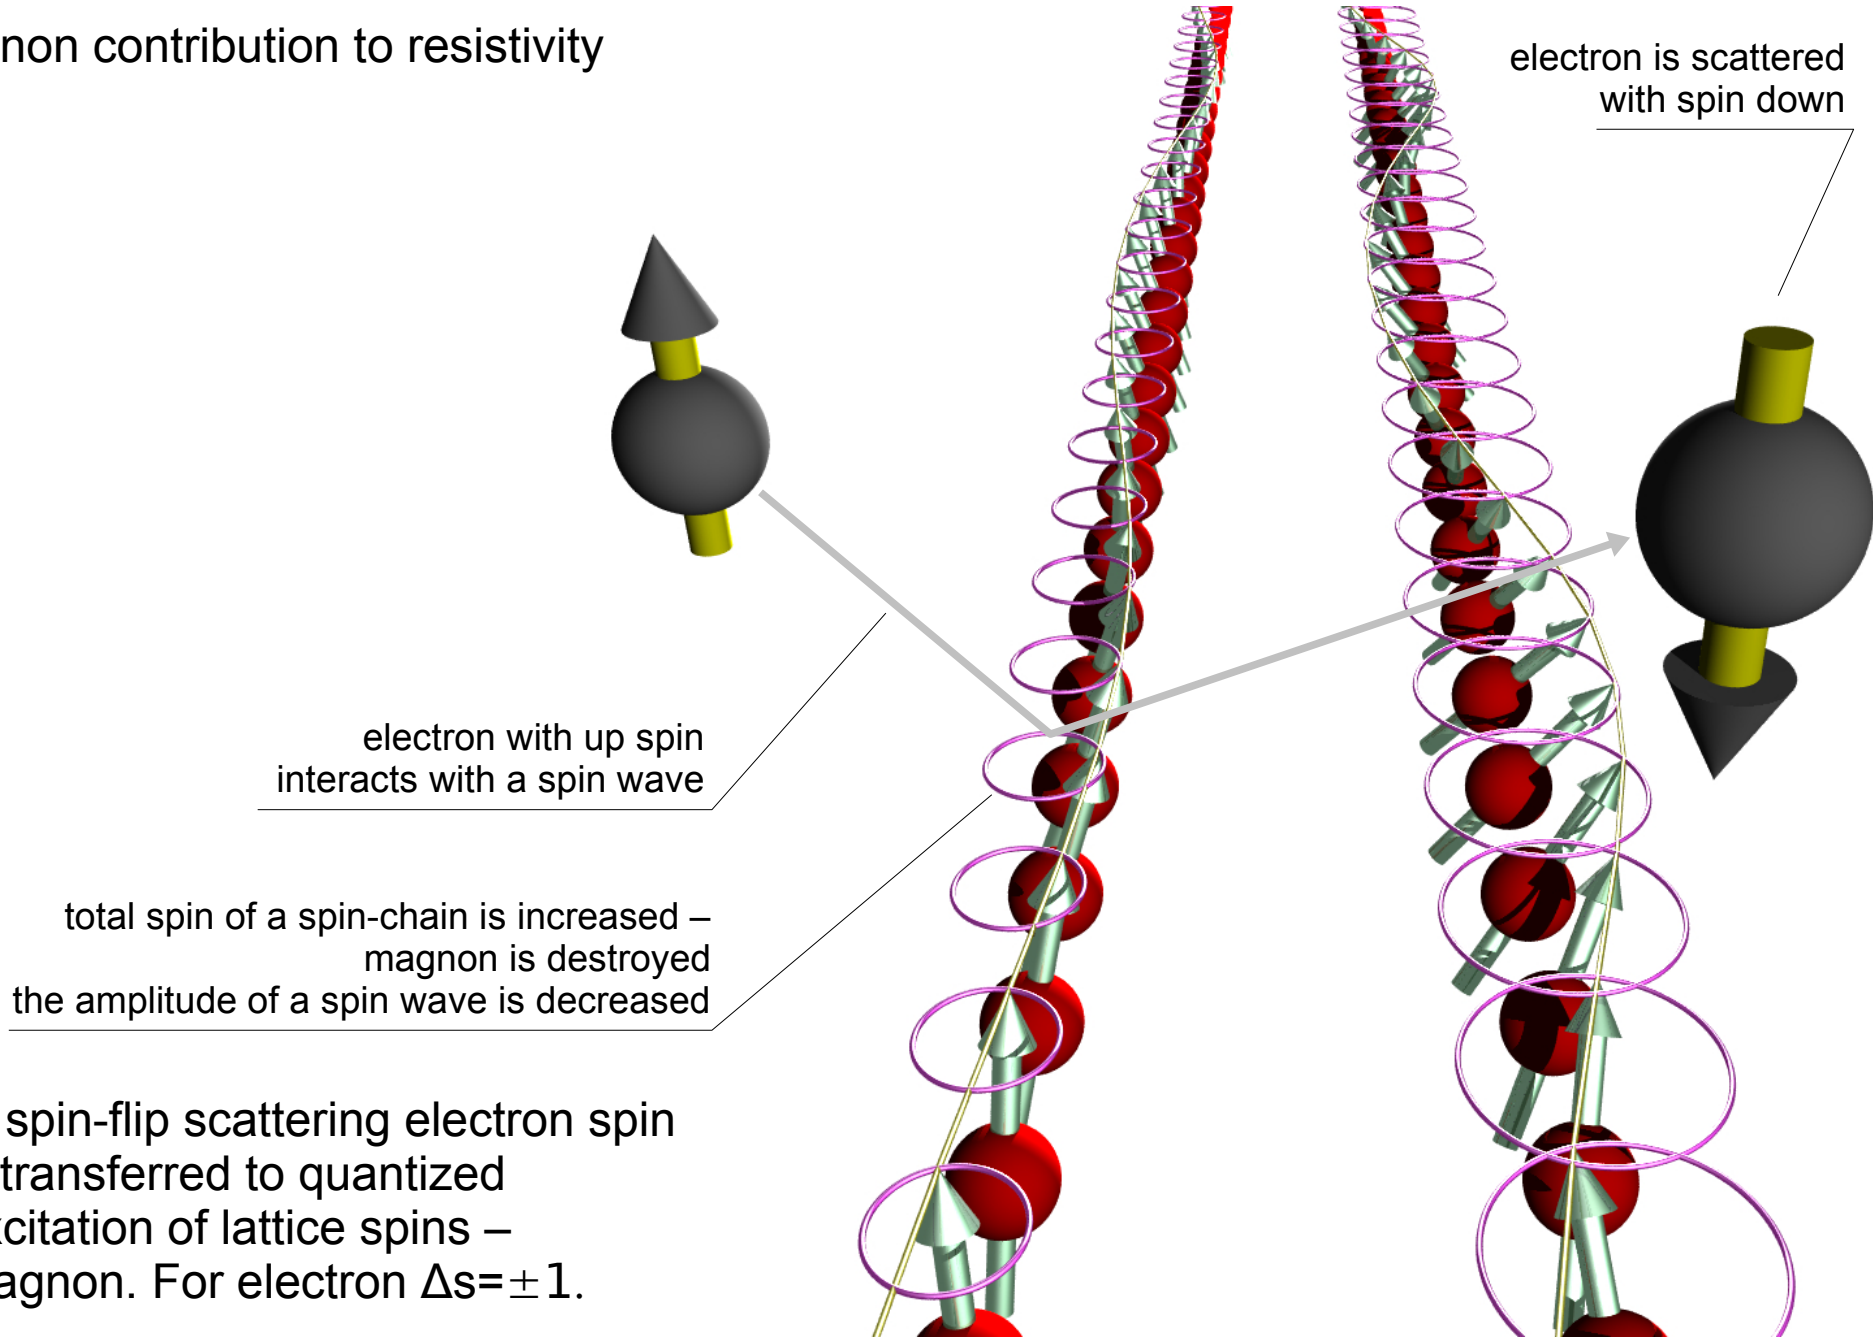 non contribution to resistivity
electron is scattered
with spin down
electron with up spin
interacts with a spin wave
total spin of a spin-chain is increased –
magnon is destroyed
the amplitude of a spin wave is decreased
spin-flip scattering electron spin
transferred to quantized
xcitation of lattice spins –
agnon. For electron Δs=±1.